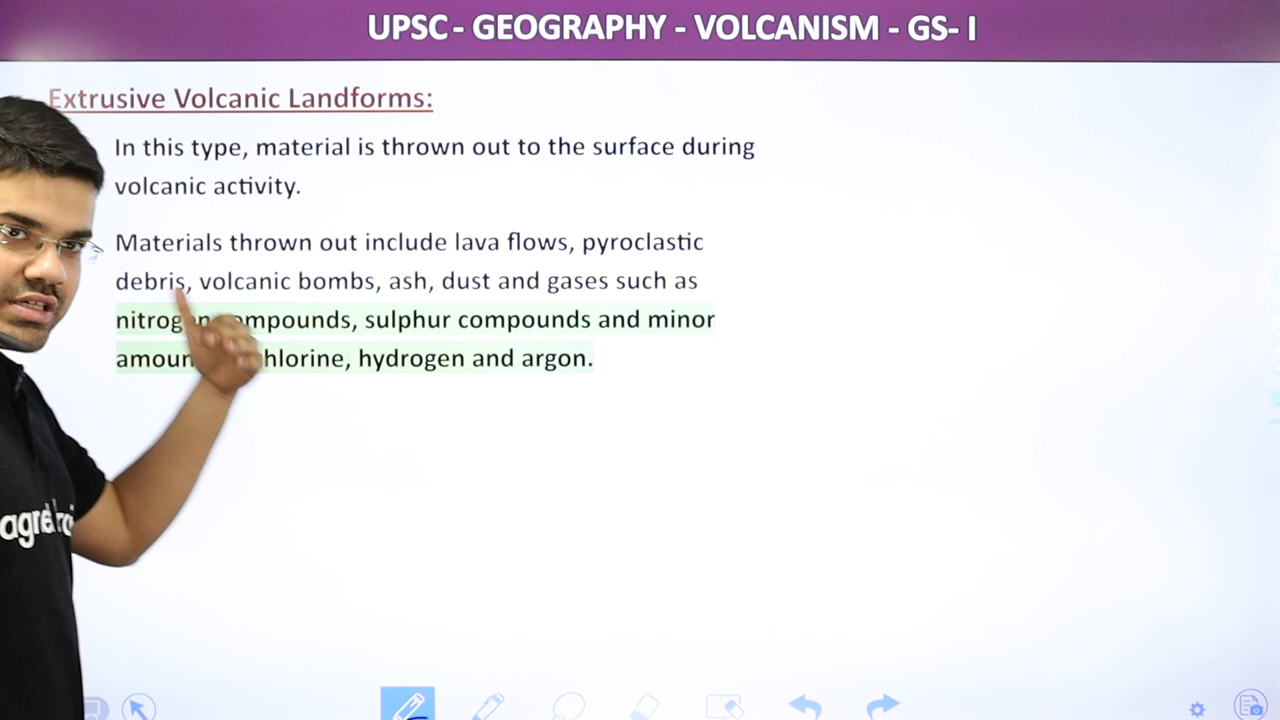 UPSC - GEOGRAPHY - VOLCANISM - GS- I
Extrusive Volcanic Landforms:
In this type, material is thrown out to the surface during
volcanic activity.
Materials thrown out include lava flows, pyroclastic
debris, volcanic bombs, ash, dust and gases such as
compounds, sulphur compounds and minor
chlorine, hydrogen and argon.